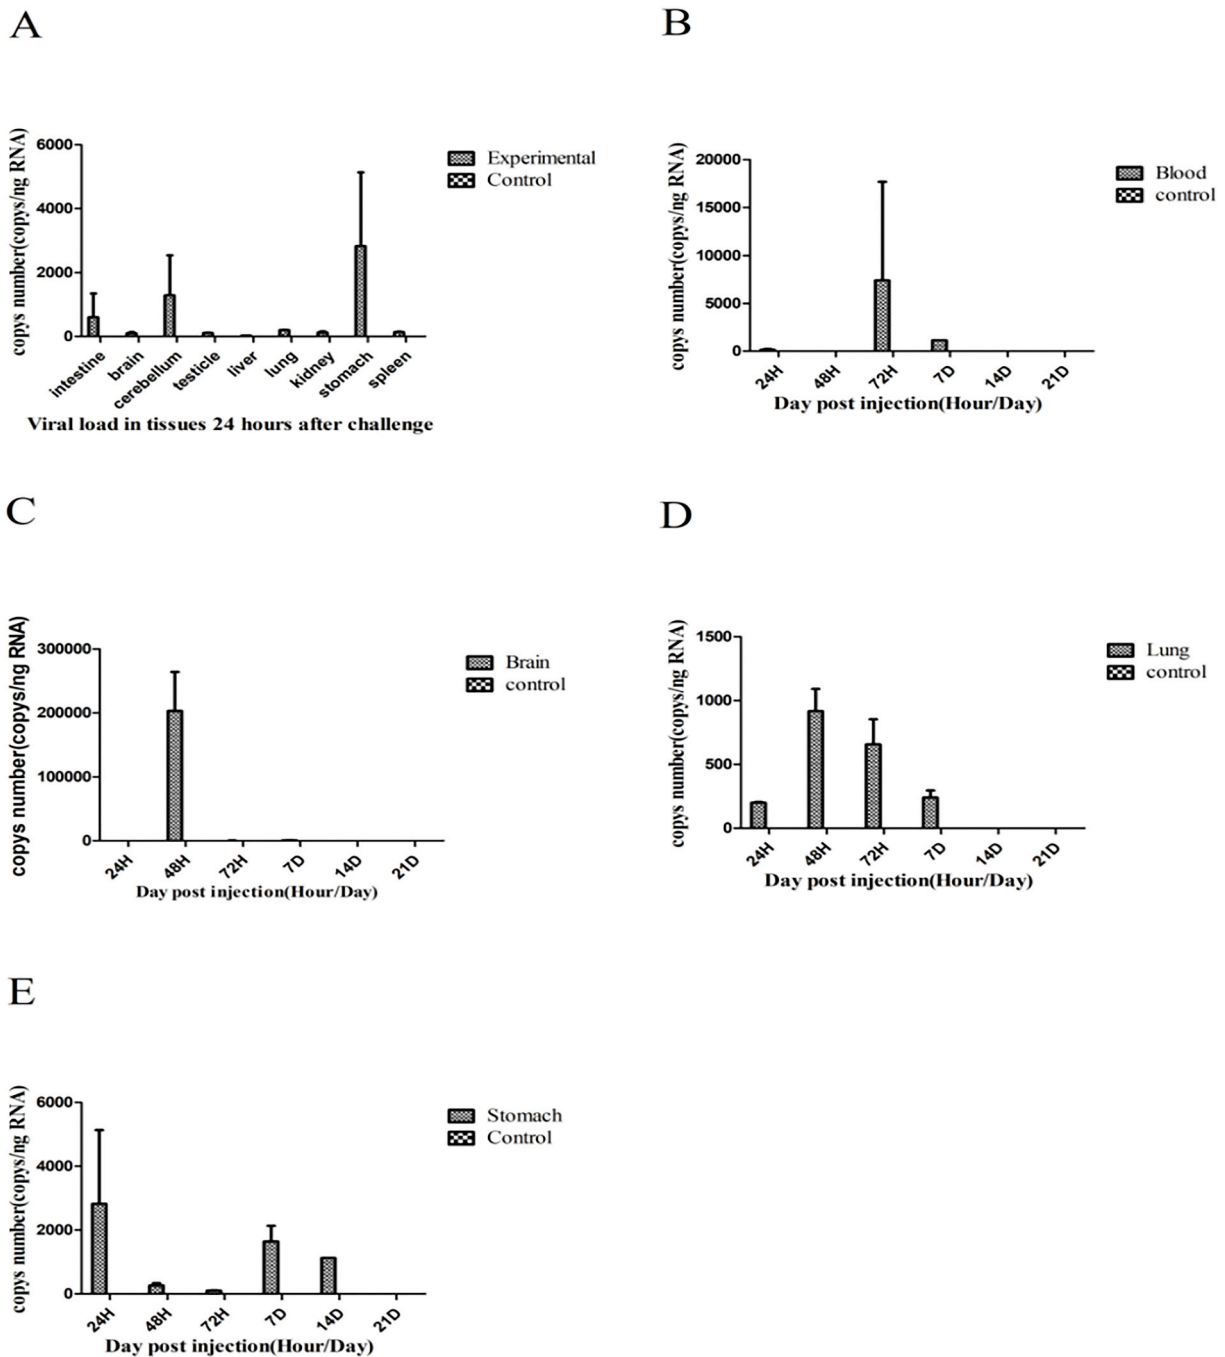 A
copys number(copys/ng RNA)
6000
4000
2000
0
intestine
brain
cerebellum
testicle
liver
lung
kidney
stomach
spleen
Viral load in tissues 24 hours after challenge
Experimental
Control
B
copys number(copys/ng RNA)
20000
15000
10000
5000
0
24H
48H
72H
7D
14D
21D
Day post injection(Hour/Day)
Blood
control
C
copys number(copys/ng RNA)
300000
200000
100000
0
24H
48H
72H
7D
14D
21D
Day post injection(Hour/Day)
Brain
control
D
copys number(copys/ng RNA)
1500
1000
500
0
24H
48H
72H
7D
14D
21D
Day post injection(Hour/Day)
Lung
control
E
copys number(copys/ng RNA)
6000
4000
2000
0
24H
48H
72H
7D
14D
21D
Day post injection(Hour/Day)
Stomach
Control